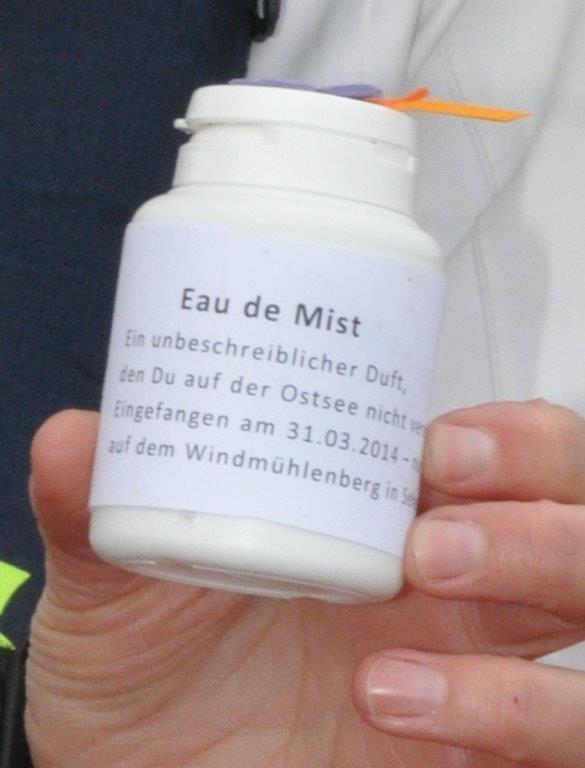 Eau de Mist
Ein unbeschreiblicher Duft,
den Du auf der Ostsee nicht
Eingefangen am 31.03.2014 –
auf dem Windmühlenberg in